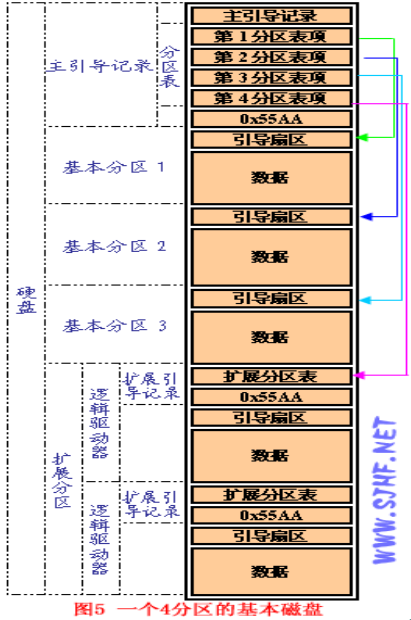 主引导记录
第 1 分区表项
第 2 分区表项
第 3 分区表项
第 4 分区表项
0x55AA
引导扇区
数据
引导扇区
数据
引导扇区
数据
扩展分区表
0x55AA
引导扇区
数据
扩展分区表
0x55AA
引导扇区
数据
硬盘
主引导记录
分区表
基本分区 1
基本分区 2
基本分区 3
扩展分区
逻辑驱动器
扩展引
导记录
逻辑驱动器
扩展引
导记录
WWW.SJHF.NET
图5 一个4分区的基本磁盘